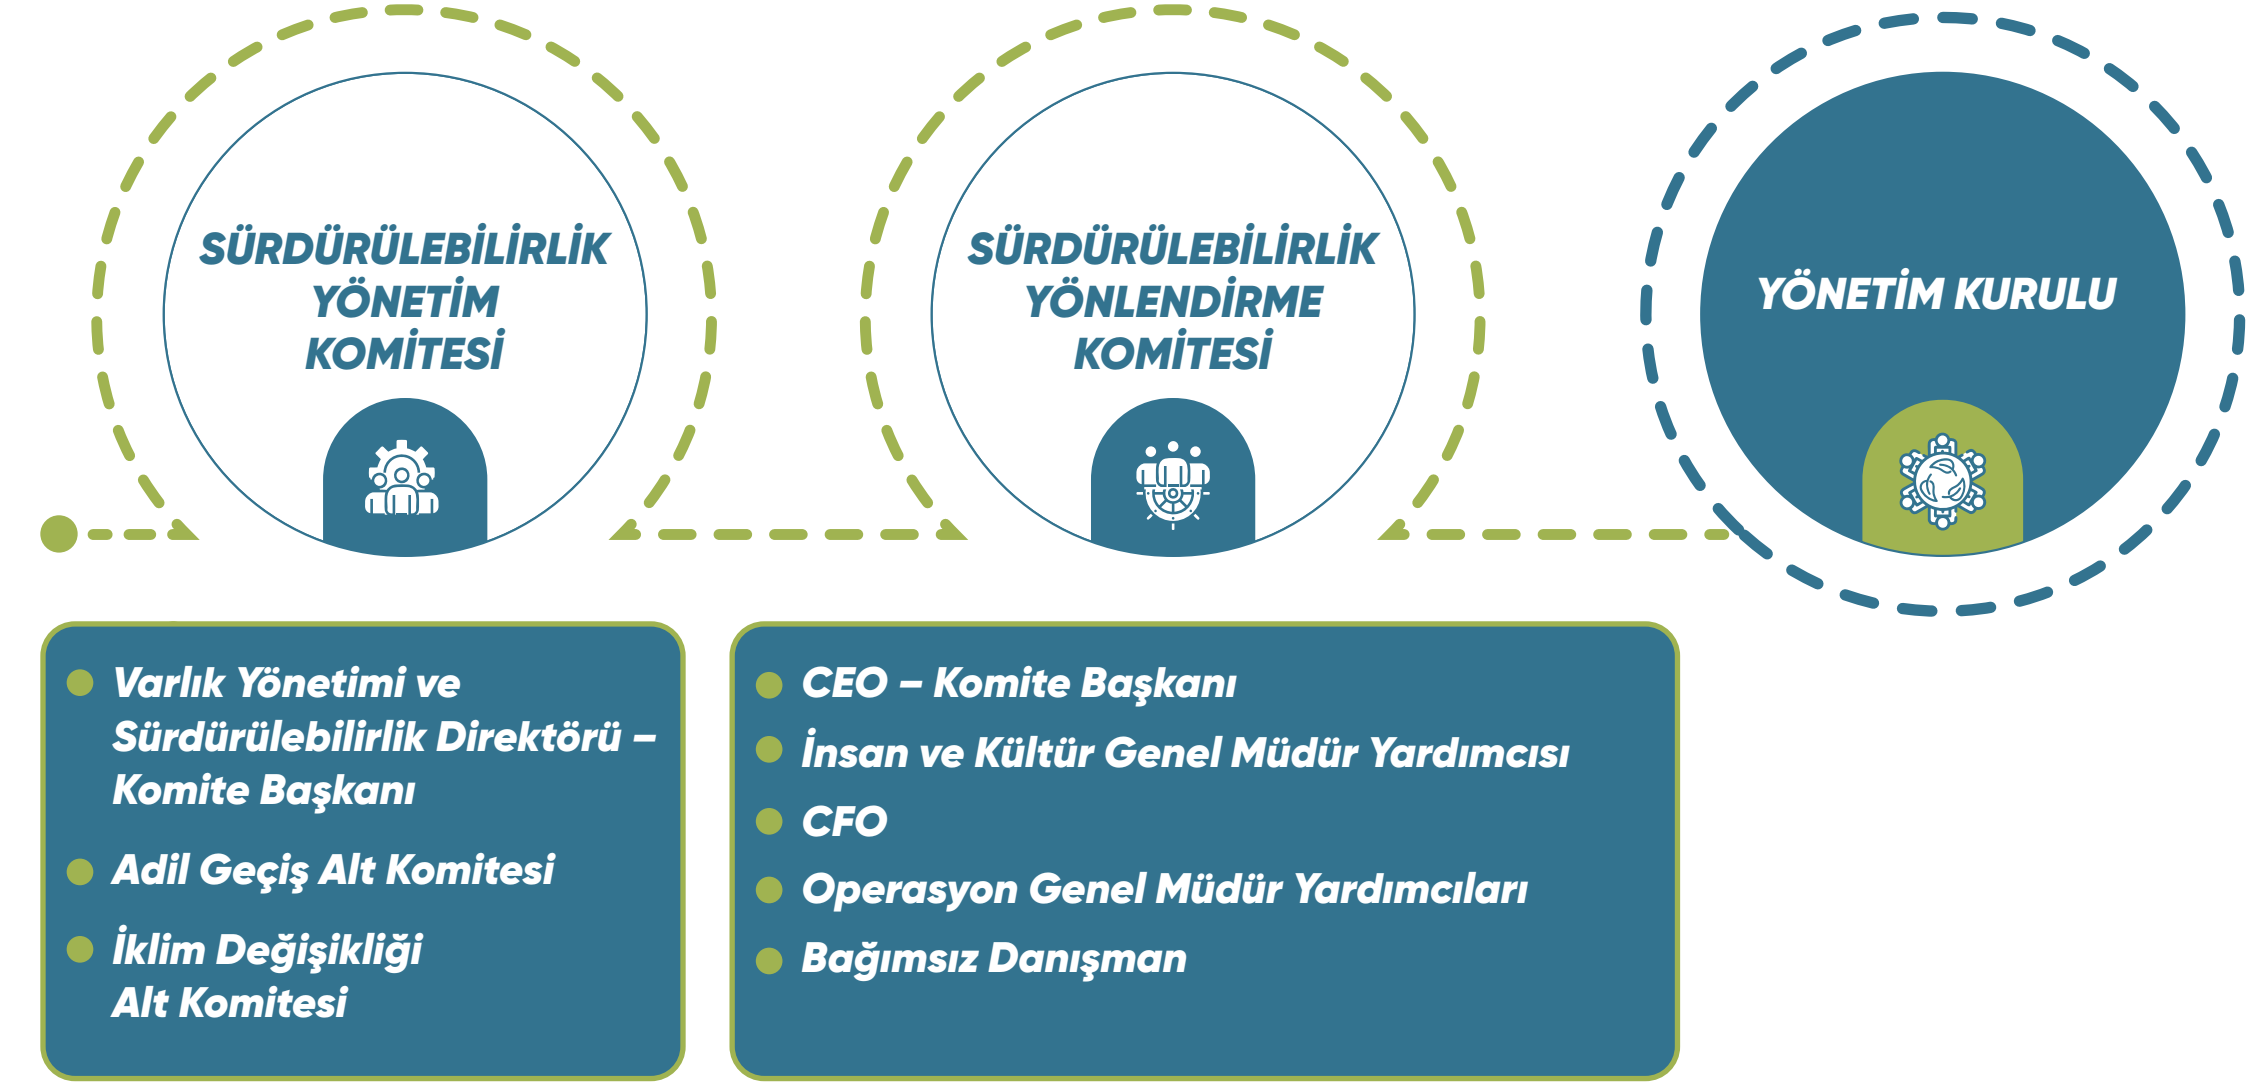 SÜRDÜRÜLEBİLİRLİK
YÖNETİM
KOMİTESİ
SÜRDÜRÜLEBİLİRLİK
YÖNLENDİRME
KOMİTESİ
YÖNETİM KURULU
Varlık Yönetimi ve
Sürdürülebilirlik Direktörü –
Komite Başkanı
Adil Geçiş Alt Komitesi
İklim Değişikliği
Alt Komitesi
CEO – Komite Başkanı
İnsan ve Kültür Genel Müdür Yardımcısı
CFO
Operasyon Genel Müdür Yardımcıları
Bağımsız Danışman